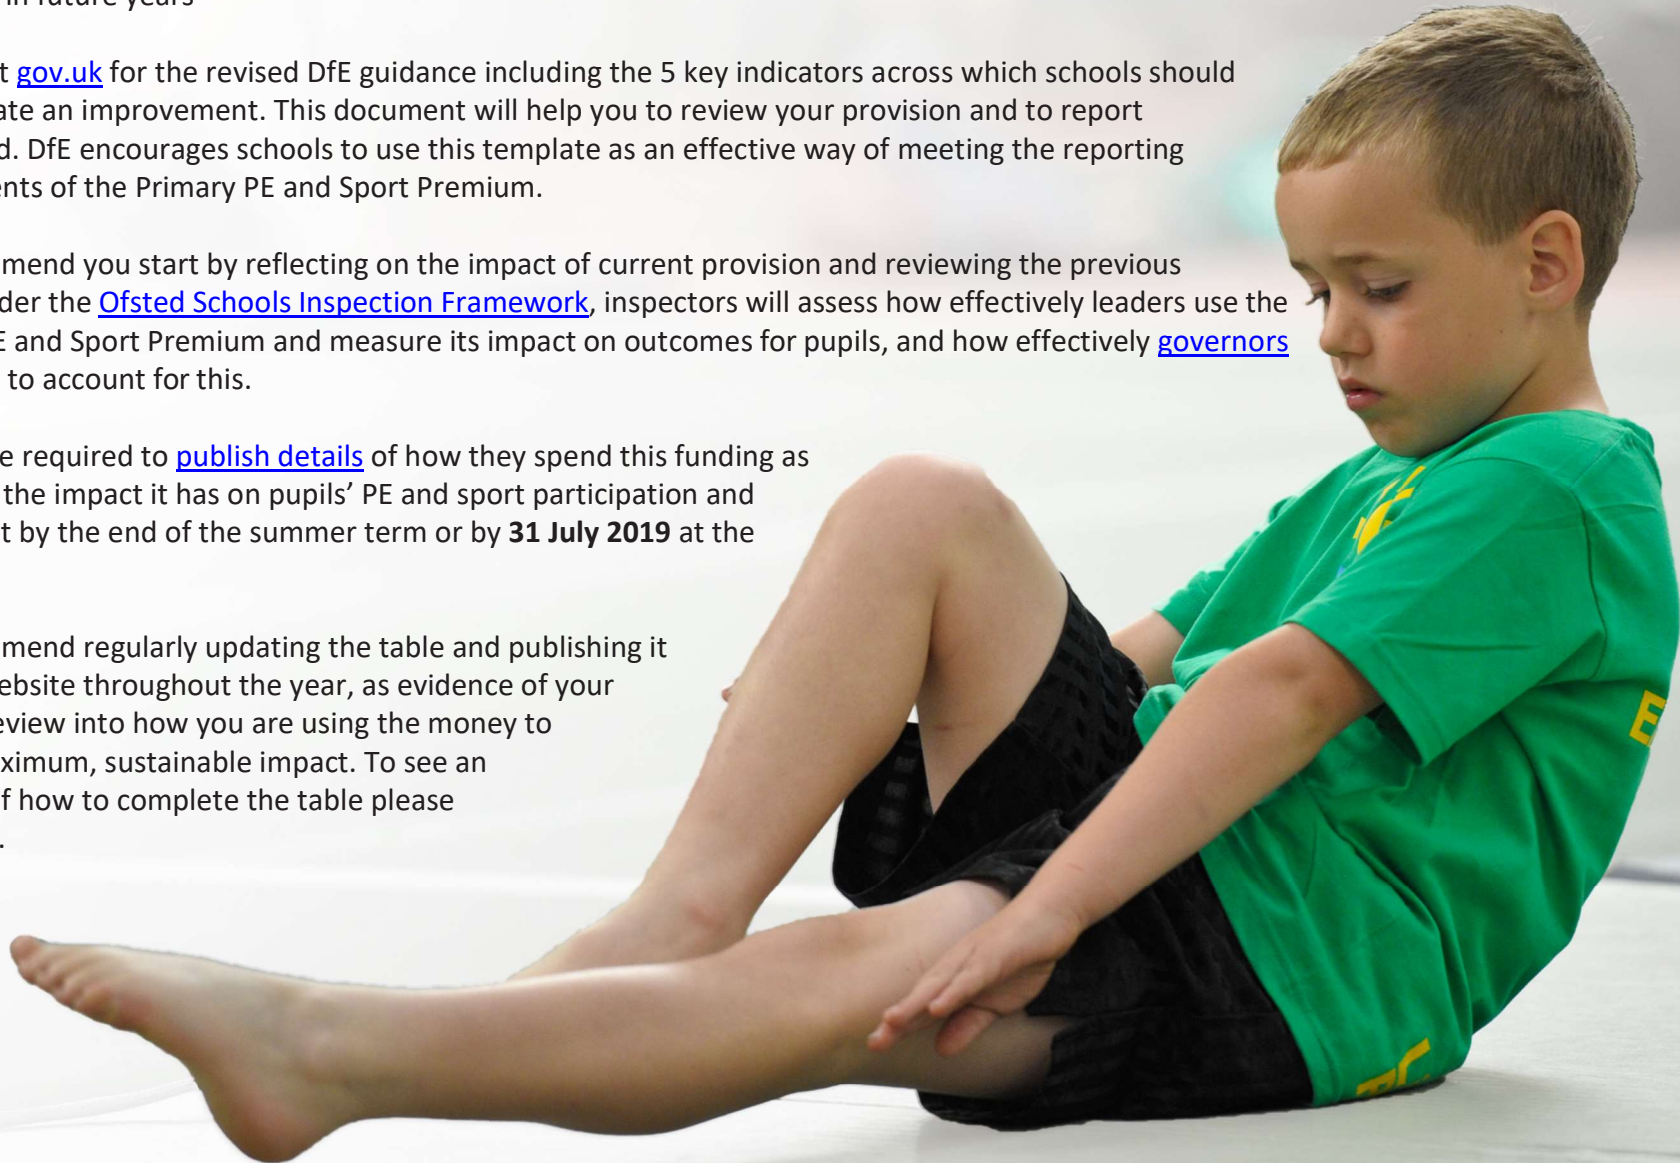 in future years
t gov.uk for the revised DfE guidance including the 5 key indicators across which schools should
ate an improvement. This document will help you to review your provision and to report
d. DfE encourages schools to use this template as an effective way of meeting the reporting
ents of the Primary PE and Sport Premium.
mend you start by reflecting on the impact of current provision and reviewing the previous
der the Ofsted Schools Inspection Framework, inspectors will assess how effectively leaders use the
E and Sport Premium and measure its impact on outcomes for pupils, and how effectively governors
to account for this.
e required to publish details of how they spend this funding as
the impact it has on pupils’ PE and sport participation and
t by the end of the summer term or by 31 July 2019 at the
mend regularly updating the table and publishing it
ebsite throughout the year, as evidence of your
eview into how you are using the money to
ximum, sustainable impact. To see an
f how to complete the table please
.